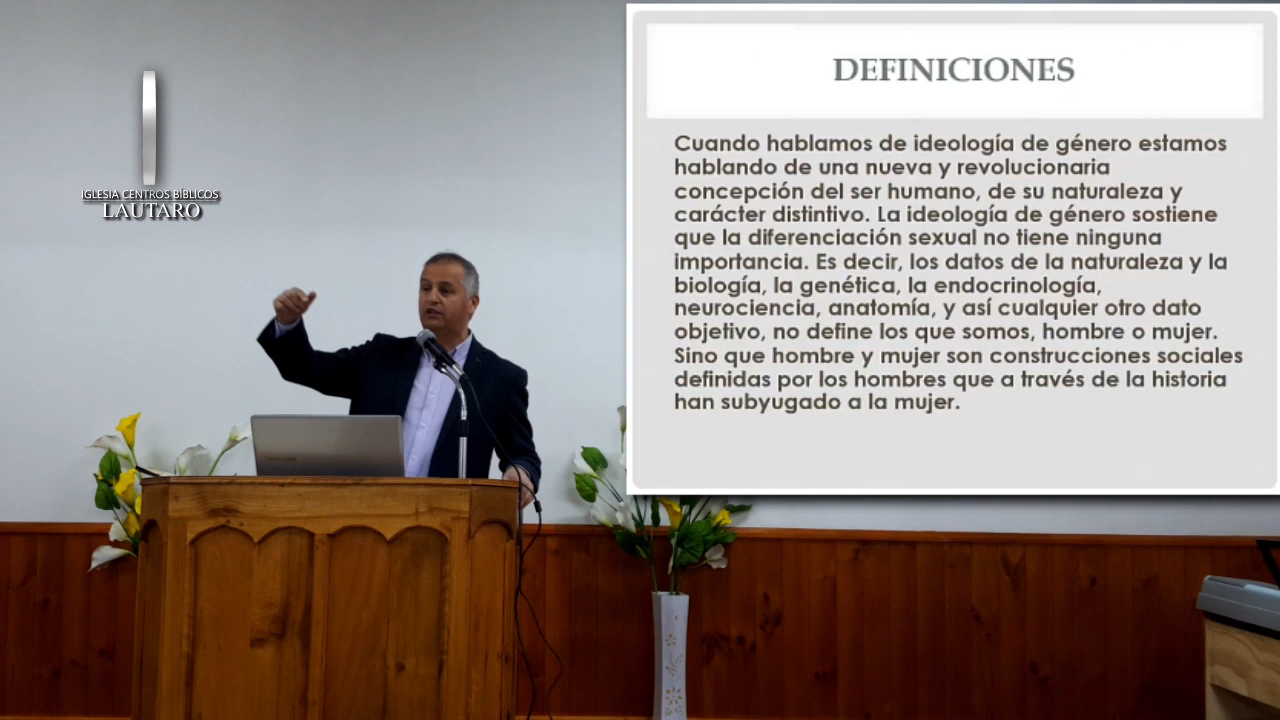 IGLESIA CENTROS BÍBLICOS
LAUTARO
DEFINICIONES
Cuando hablamos de ideología de género estamos
hablando de una nueva y revolucionaria
concepción del ser humano, de su naturaleza y
carácter distintivo. La ideología de género sostiene
que la diferenciación sexual no tiene ninguna
importancia. Es decir, los datos de la naturaleza y la
biología, la genética, la endocrinología,
neurociencia, anatomía, y así cualquier otro dato
objetivo, no define los que somos, hombre o mujer.
Sino que hombre y mujer son construcciones sociales
definidas por los hombres que a través de la historia
han subyugado a la mujer.